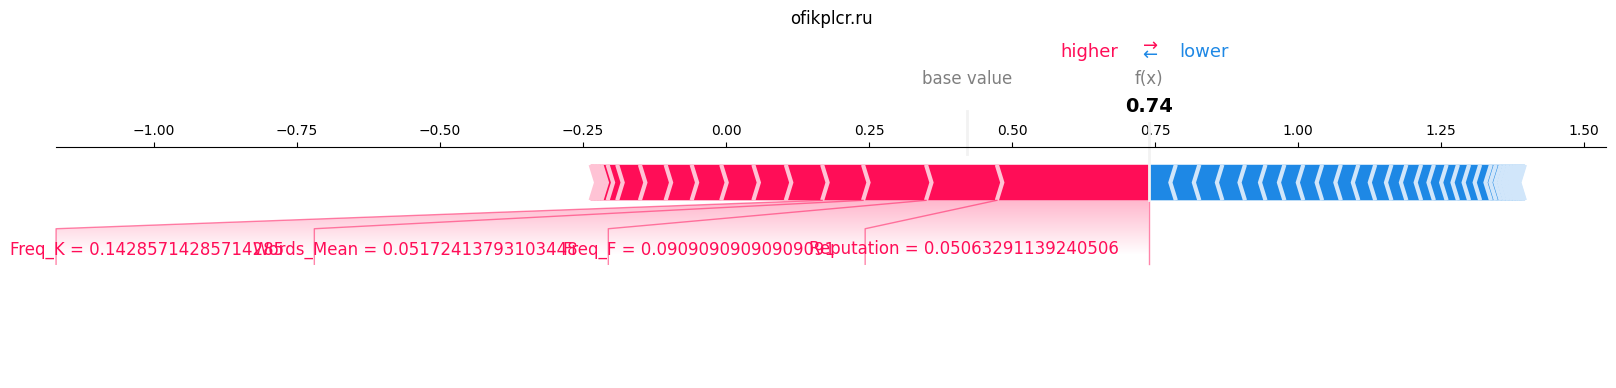 ofikplcr.ru
higher ⇄ lower
base value f(x)
0.74
−1.00 −0.75 −0.50 −0.25 0.00 0.25 0.50 0.75 1.00 1.25 1.50
Freq_K = 0.14285714285714285 Words_Mean = 0.05172413793103448 Freq_F = 0.09090909090909091 Reputation = 0.05063291139240506